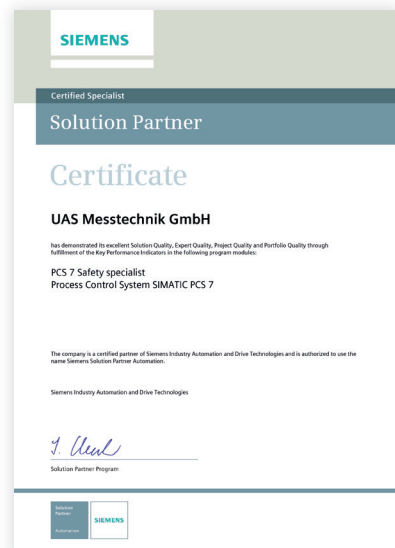 SIEMENS
Certified Specialist
Solution Partner
Certificate
UAS Messtechnik GmbH
has demonstrated its excellent Solution Quality, Expert Quality, Project Quality and Portfolio Quality through
fulfillment of the Key Performance Indicators in the following program modules:
PCS 7 Safety specialist
Process Control System SIMATIC PCS 7
The company is a certified partner of Siemens Industry Automation and Drive Technologies and is authorized to use the
name Siemens Solution Partner Automation.
Siemens Industry Automation and Drive Technologies
Solution Partner Program
Solution
Partner
SIEMENS
Automation